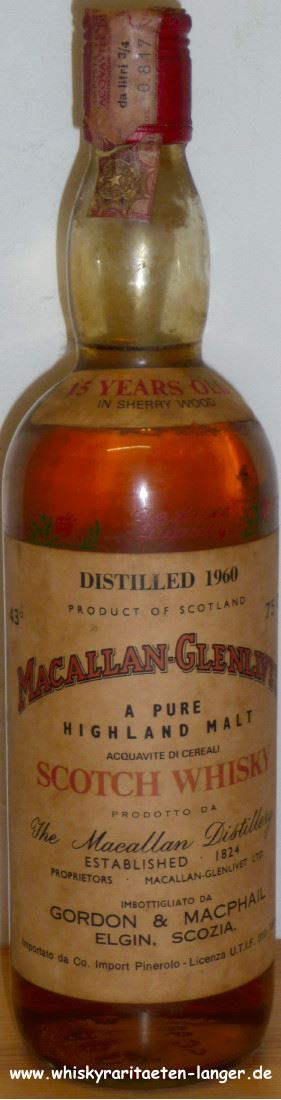 ACQUAVITE
da litri 3/4
0.817
15 YEARS OLD
IN SHERRY WOOD
DISTILLED 1960
43° PRODUCT OF SCOTLAND 75
MACALLAN-GLENLIVET
A PURE
HIGHLAND MALT
ACQUAVITE DI CEREALI
SCOTCH WHISKY
PRODOTTO DA
The Macallan Distillery
ESTABLISHED · 1824
PROPRIETORS · MACALLAN-GLENLIVET LTD.
IMBOTTIGLIATO DA
GORDON & MACPHAIL
ELGIN, SCOZIA.
Importato da Co. Import Pinerolo - Licenza U.T.I.F.
www.whiskyraritaeten-langer.de